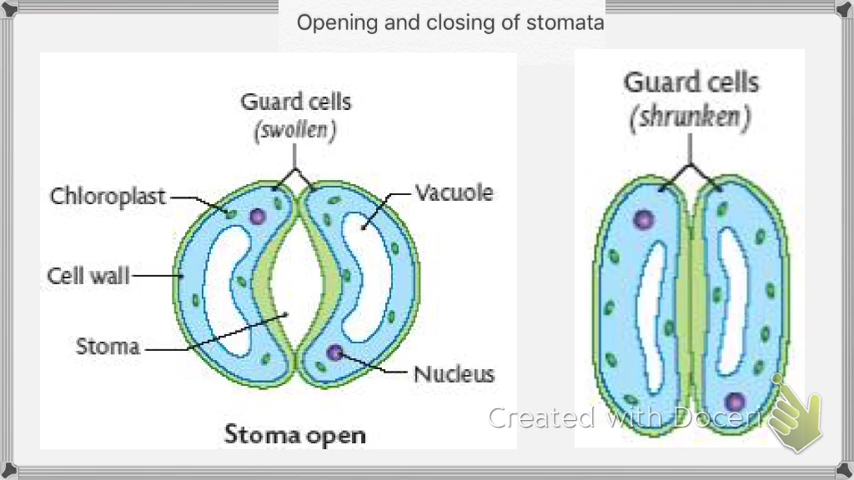 Opening and closing of stomata
Guard cells
(swollen)
Chloroplast
Vacuole
Cell wall
Stoma
Nucleus
Stoma open
Guard cells
(shrunken)
Created with Doceri